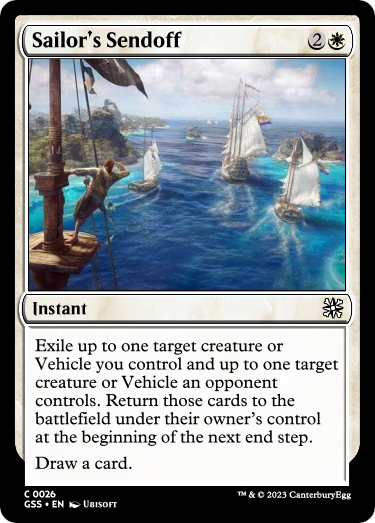 Sailor's Sendoff 2
Instant
Exile up to one target creature or
Vehicle you control and up to one target
creature or Vehicle an opponent
controls. Return those cards to the
battlefield under their owner's control
at the beginning of the next end step.
Draw a card.
C 0026 ™ & © 2023 CanterburyEgg
GSS • EN Ubisoft